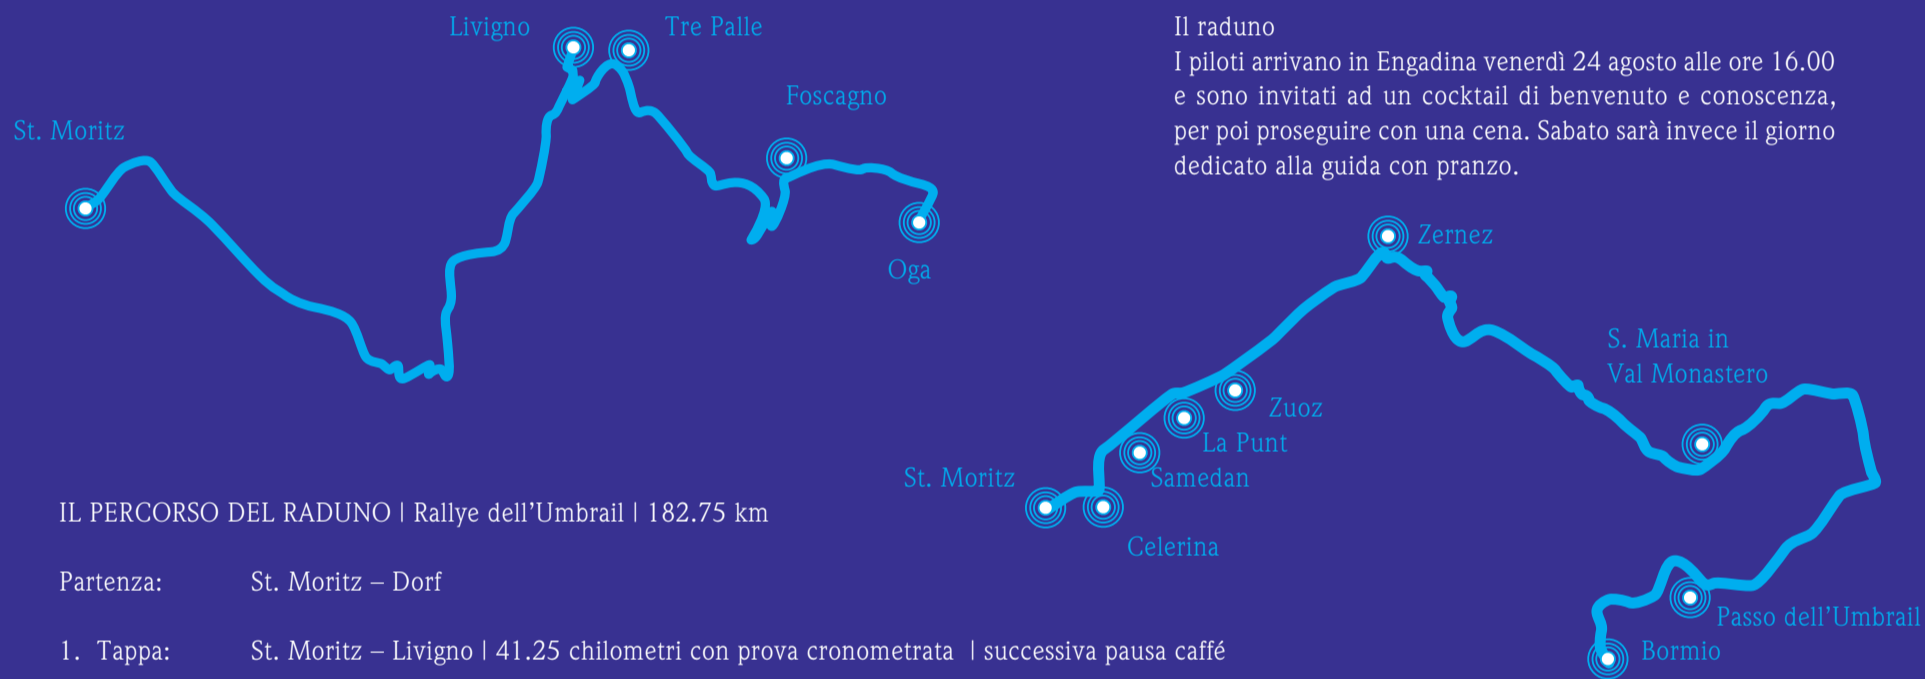 Livigno
Tre Palle
Foscagno
St. Moritz
Oga
Il raduno
I piloti arrivano in Engadina venerdì 24 agosto alle ore 16.00
e sono invitati ad un cocktail di benvenuto e conoscenza,
per poi proseguire con una cena. Sabato sarà invece il giorno
dedicato alla guida con pranzo.
Zernez
S. Maria in
Val Monastero
Zuoz
La Punt
Samedan
St. Moritz
Celerina
Passo dell’Umbrail
Bormio
IL PERCORSO DEL RADUNO | Rallye dell’Umbrail | 182.75 km
Partenza: St. Moritz – Dorf
1. Tappa: St. Moritz – Livigno | 41.25 chilometri con prova cronometrata | successiva pausa caffé